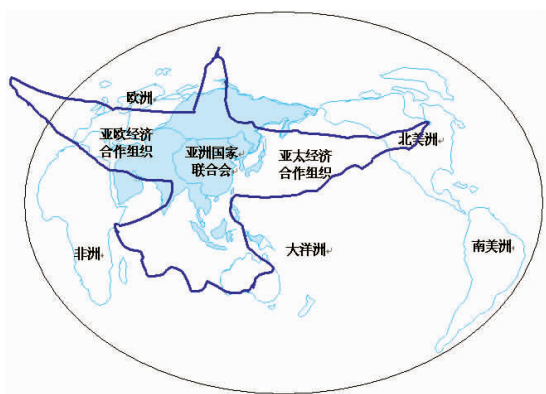 欧洲
亚欧经济
合作组织
亚洲国家
联合会
亚太经济
合作组织
北美洲
非洲
大洋洲
南美洲